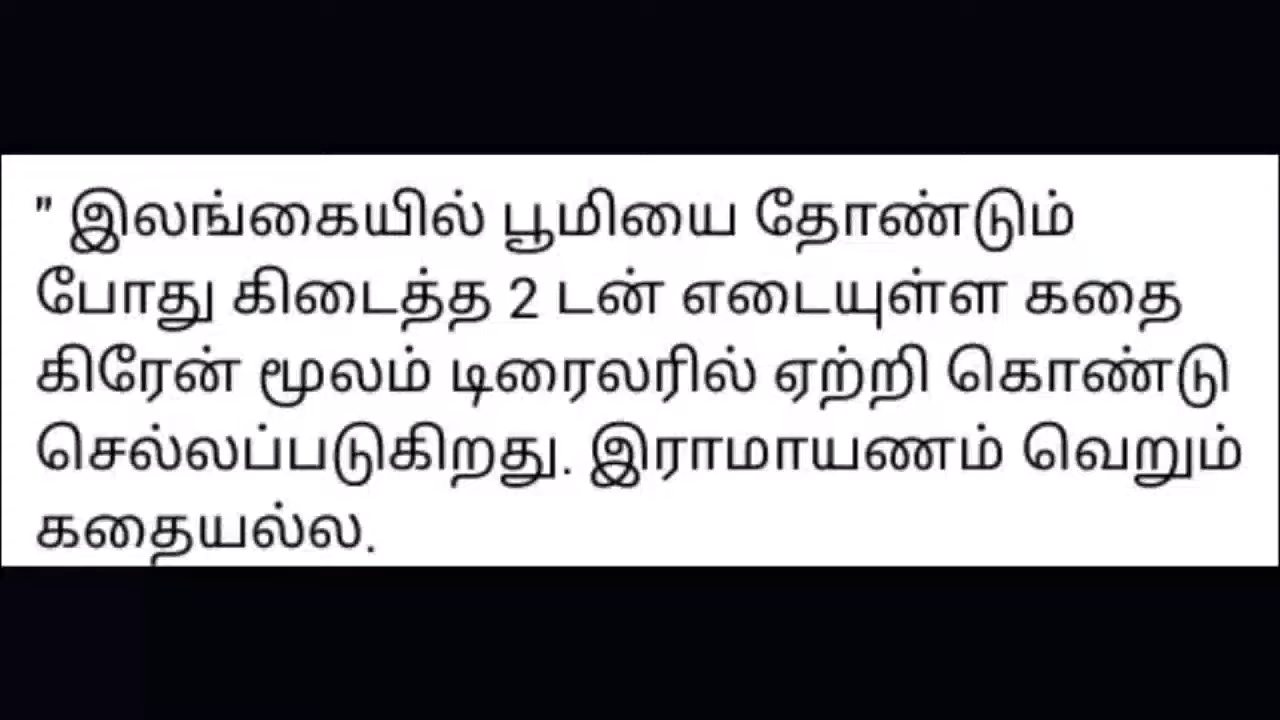 " இலங்கையில் பூமியை தோண்டும்
போது கிடைத்த 2 டன் எடையுள்ள கதை
கிரேன் மூலம் டிரைலரில் ஏற்றி கொண்டு
செல்லப்படுகிறது. இராமாயணம் வெறும்
கதையல்ல.